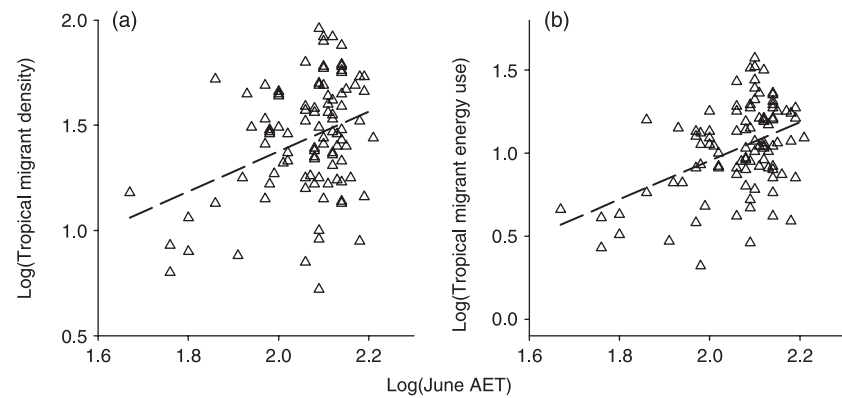 (a)
Log(Tropical migrant density)
2.0
1.5
1.0
0.5
1.6 1.8 2.0 2.2
(b)
Log(Tropical migrant energy use)
1.5
1.0
0.5
0.0
1.6 1.8 2.0 2.2
Log(June AET)